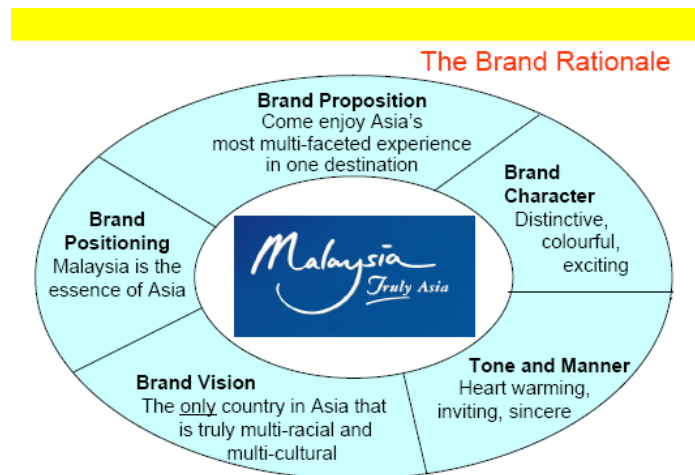 The Brand Rationale
Brand Proposition
Come enjoy Asia's
most multi-faceted experience
in one destination
Brand
Character
Distinctive,
colourful,
exciting
Brand
Positioning
Malaysia is the
essence of Asia
Malaysia
Truly Asia
Tone and Manner
Heart warming,
inviting, sincere
Brand Vision
The only country in Asia that
is truly multi-racial and
multi-cultural